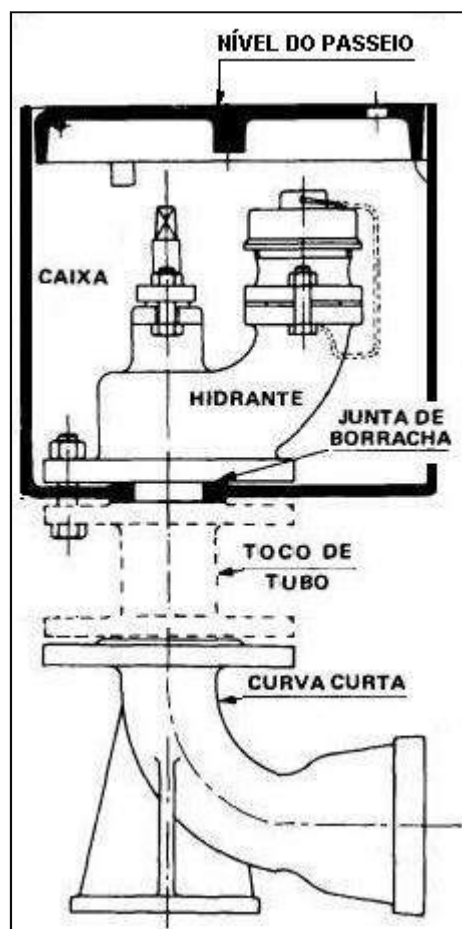 NÍVEL DO PASSEIO
CAIXA
HIDRANTE
JUNTA DE
BORRACHA
TOCO DE
TUBO
CURVA CURTA